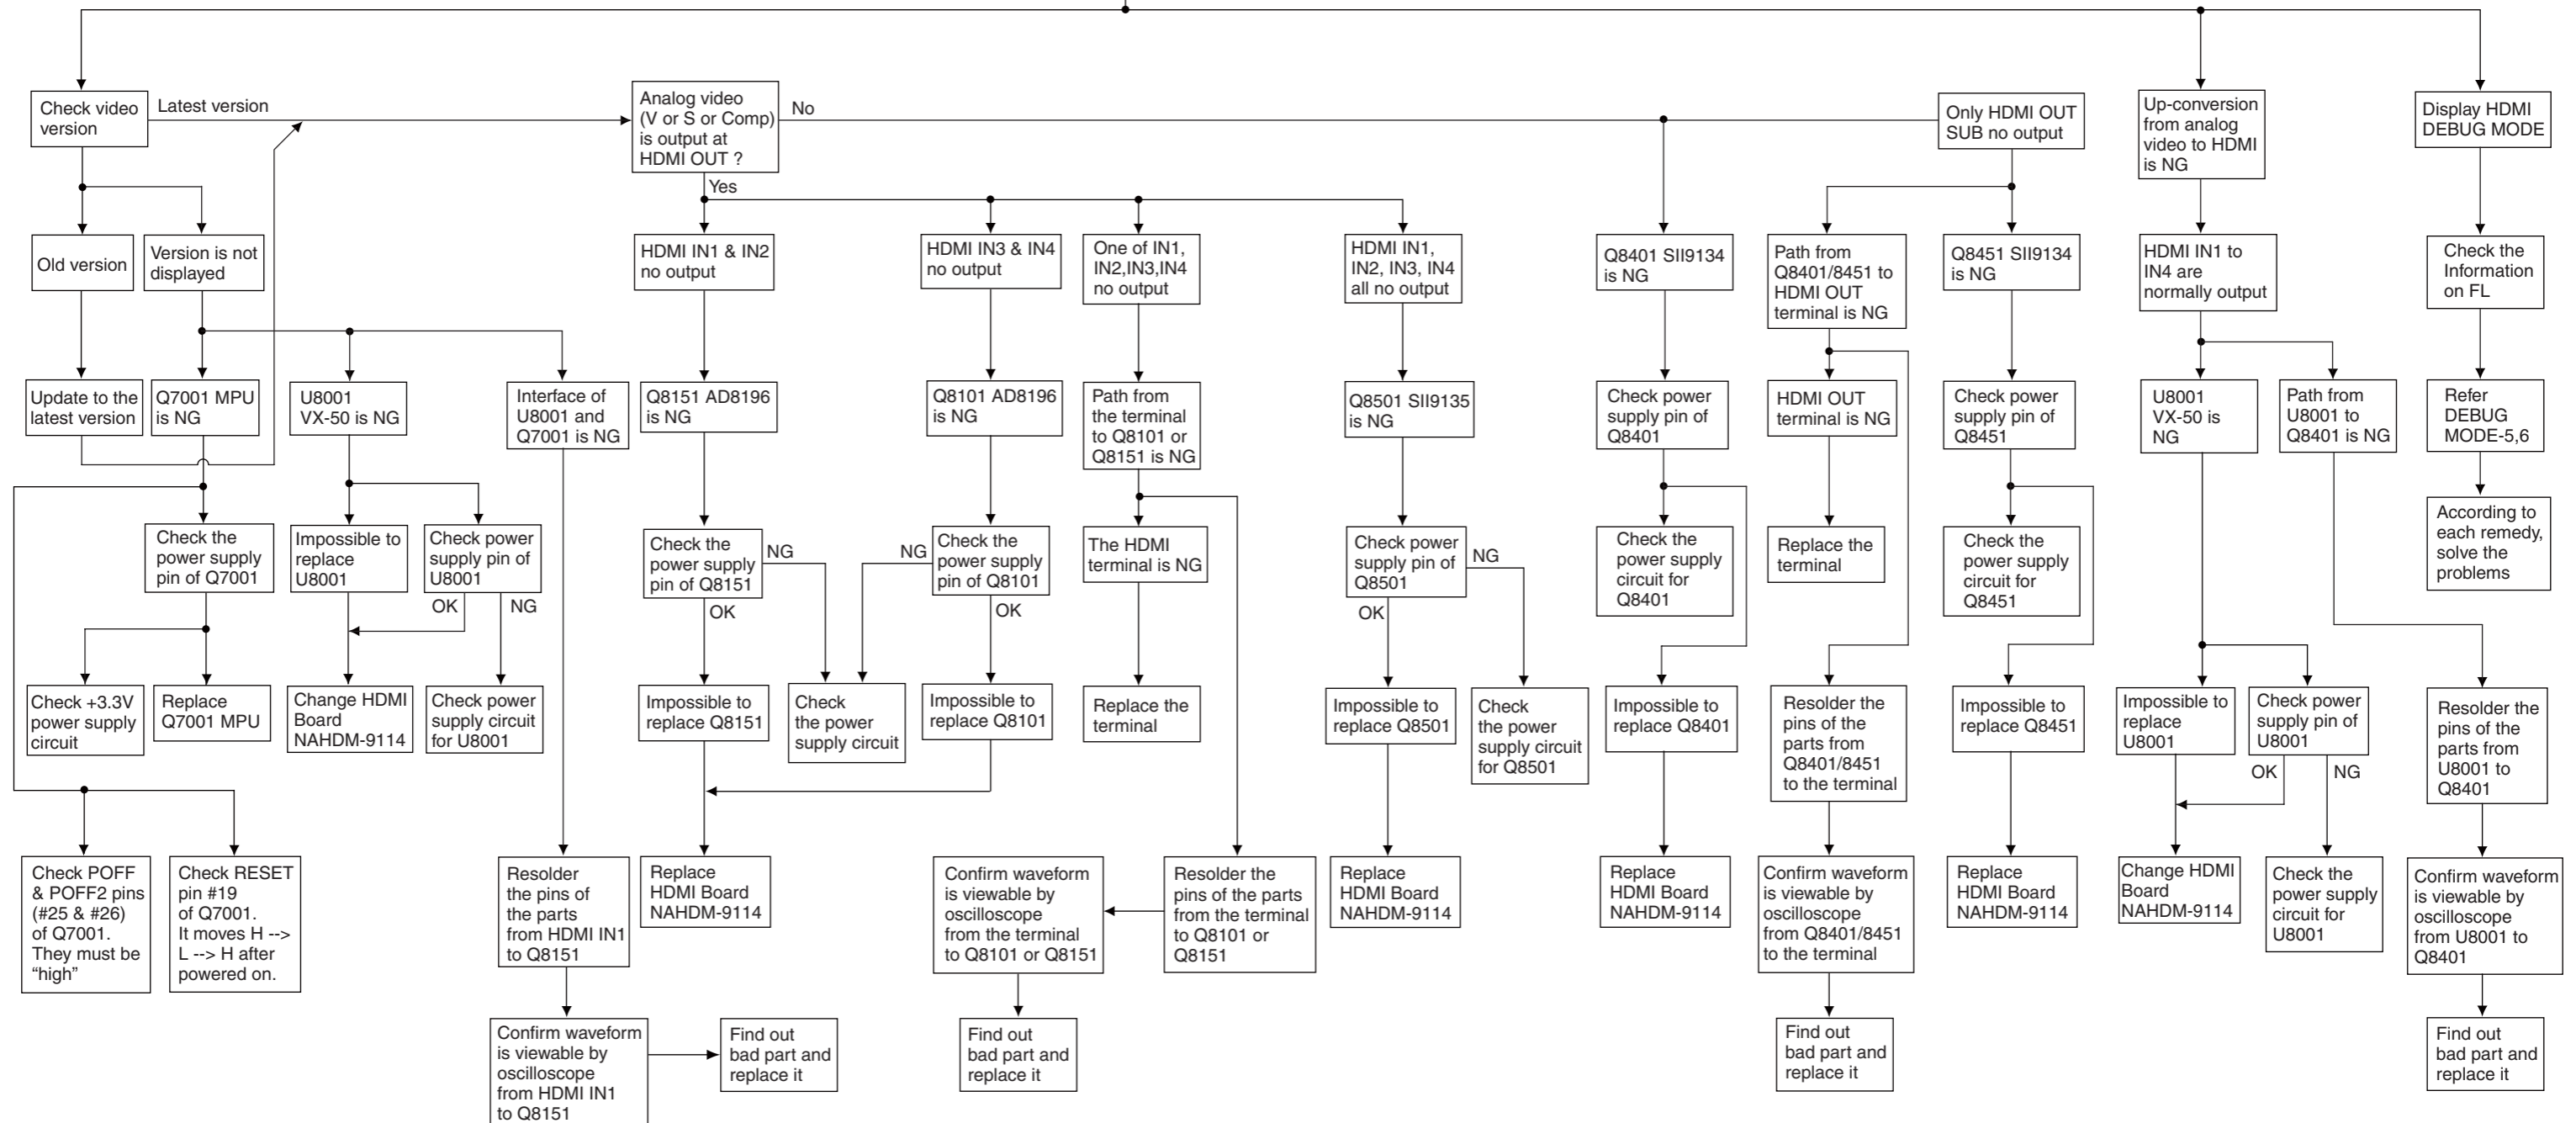 Check video
version
Latest version
Analog video
(V or S or Comp)
is output at
HDMI OUT ?
No
Yes
Only HDMI OUT
SUB no output
Up-conversion
from analog
video to HDMI
is NG
Display HDMI
DEBUG MODE
Old version
Version is not
displayed
HDMI IN1 & IN2
no output
HDMI IN3 & IN4
no output
One of IN1,
IN2,IN3,IN4
no output
HDMI IN1,
IN2, IN3, IN4
all no output
Q8401 SII9134
is NG
Path from
Q8401/8451 to
HDMI OUT
terminal is NG
Q8451 SII9134
is NG
HDMI IN1 to
IN4 are
normally output
Check the
Information
on FL
Update to the
latest version
Q7001 MPU
is NG
U8001
VX-50 is NG
Interface of
U8001 and
Q7001 is NG
Q8151 AD8196
is NG
Q8101 AD8196
is NG
Path from
the terminal
to Q8101 or
Q8151 is NG
Q8501 SII9135
is NG
Check power
supply pin of
Q8401
HDMI OUT
terminal is NG
Check power
supply pin of
Q8451
U8001
VX-50 is
NG
Path from
U8001 to
Q8401 is NG
Refer
DEBUG
MODE-5,6
Check the
power supply
pin of Q7001
Impossible to
replace
U8001
Check power
supply pin of
U8001
OK
NG
Check the
power supply
pin of Q8151
NG
OK
NG
Check the
power supply
pin of Q8101
OK
The HDMI
terminal is NG
Check power
supply pin of
Q8501
NG
OK
Check the
power supply
circuit for
Q8401
Replace the
terminal
Check the
power supply
circuit for
Q8451
According to
each remedy,
solve the
problems
Check +3.3V
power supply
circuit
Replace
Q7001 MPU
Change HDMI
Board
NAHDM-9114
Check power
supply circuit
for U8001
Impossible to
replace Q8151
Check
the power
supply circuit
Impossible to
replace Q8101
Replace the
terminal
Impossible to
replace Q8501
Check
the power
supply circuit
for Q8501
Impossible to
replace Q8401
Resolder the
pins of the
parts from
Q8401/8451
to the terminal
Impossible to
replace Q8451
Impossible to
replace
U8001
Check power
supply pin of
U8001
OK
NG
Resolder the
pins of the
parts from
U8001 to
Q8401
Check POFF
& POFF2 pins
(#25 & #26)
of Q7001.
They must be
“high”
Check RESET
pin #19
of Q7001.
It moves H -->
L --> H after
powered on.
Resolder
the pins of
the parts
from HDMI IN1
to Q8151
Replace
HDMI Board
NAHDM-9114
Confirm waveform
is viewable by
oscilloscope
from the terminal
to Q8101 or Q8151
Resolder the
pins of the parts
from the terminal
to Q8101 or
Q8151
Replace
HDMI Board
NAHDM-9114
Replace
HDMI Board
NAHDM-9114
Confirm waveform
is viewable by
oscilloscope
from Q8401/8451
to the terminal
Replace
HDMI Board
NAHDM-9114
Change HDMI
Board
NAHDM-9114
Check the
power supply
circuit for
U8001
Confirm waveform
is viewable by
oscilloscope
from U8001 to
Q8401
Confirm waveform
is viewable by
oscilloscope
from HDMI IN1
to Q8151
Find out
bad part and
replace it
Find out
bad part and
replace it
Find out
bad part and
replace it
Find out
bad part and
replace it